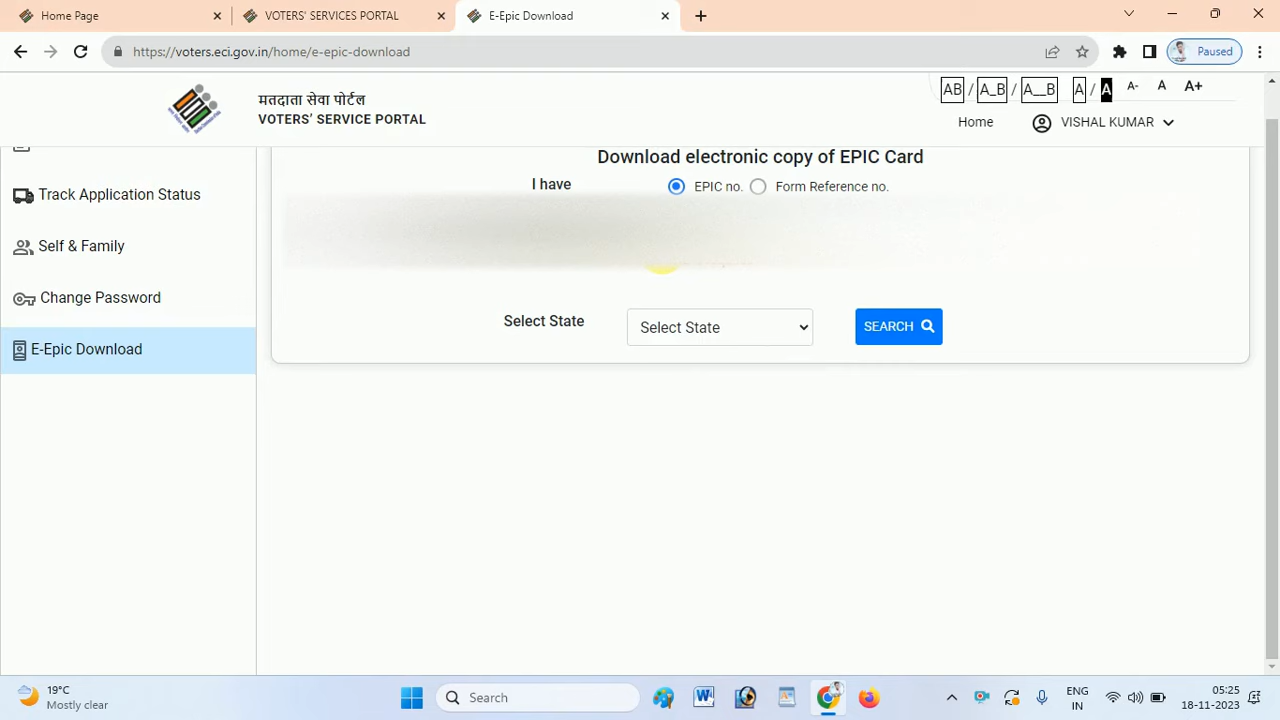 Home Page
VOTERS' SERVICES PORTAL
E-Epic Download
https://voters.eci.gov.in/home/e-epic-download
Paused
मतदाता सेवा पोर्टल
VOTERS' SERVICE PORTAL
AB / A_B / A__B A / A A- A A+
Home
VISHAL KUMAR
Track Application Status
Self & Family
Change Password
E-Epic Download
Download electronic copy of EPIC Card
I have
EPIC no.
Form Reference no.
Select State
Select State
SEARCH
19°C
Mostly clear
Search
ENG
IN
05:25
18-11-2023